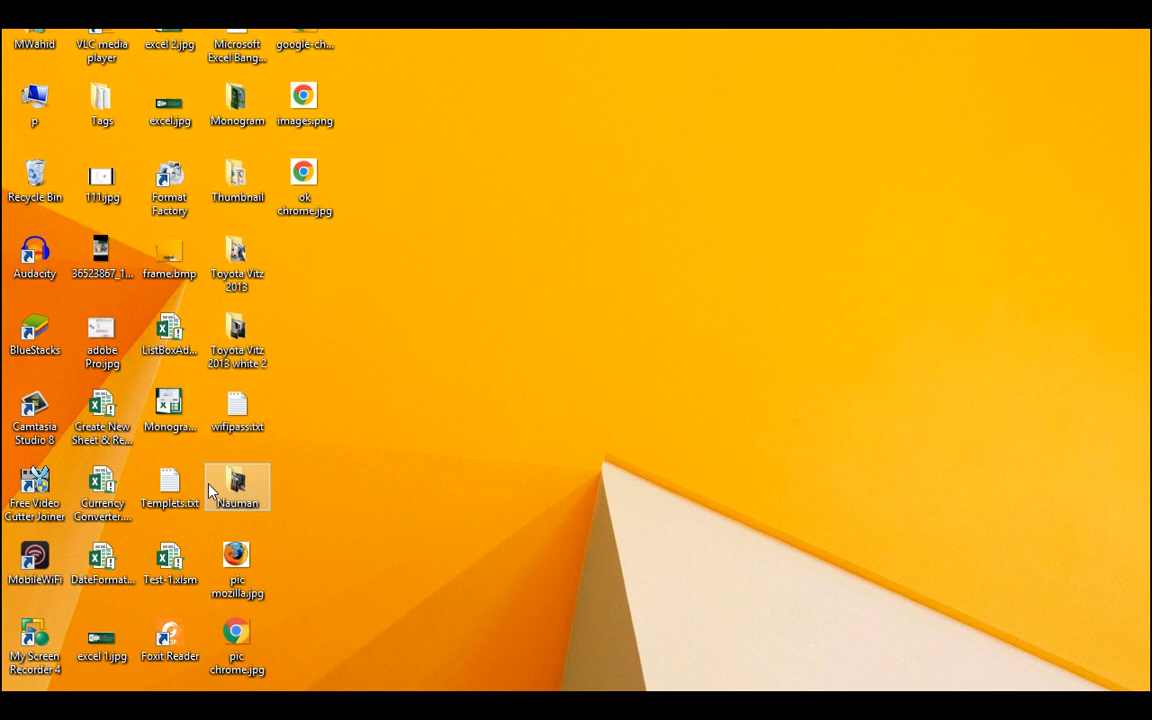 MWahid
VLC media
player
excel 2.jpg
Microsoft
Excel Bang...
google-ch...
p
Tags
excel.jpg
Monogram
images.png
Recycle Bin
111.jpg
Format
Factory
Thumbnail
ok
chrome.jpg
Audacity
36523867_1...
frame.bmp
Toyota Vitz
2013
BlueStacks
adobe
Pro.jpg
ListBoxAd...
Toyota Vitz
2013 white 2
Camtasia
Studio 8
Create New
Sheet & Re...
Monogra...
wifipass.txt
Free Video
Cutter Joiner
Currency
Converter....
Templets.txt
Nauman
MobileWiFi
DateFormat...
Test-1.xlsm
pic
mozilla.jpg
My Screen
Recorder 4
excel 1.jpg
Foxit Reader
pic
chrome.jpg